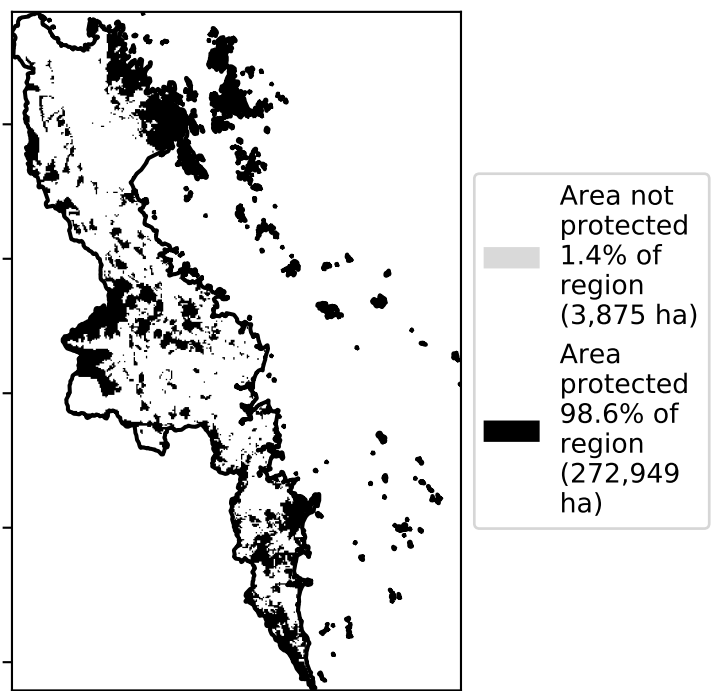 Area not
protected
1.4% of
region
(3,875 ha)
Area
protected
98.6% of
region
(272,949
ha)